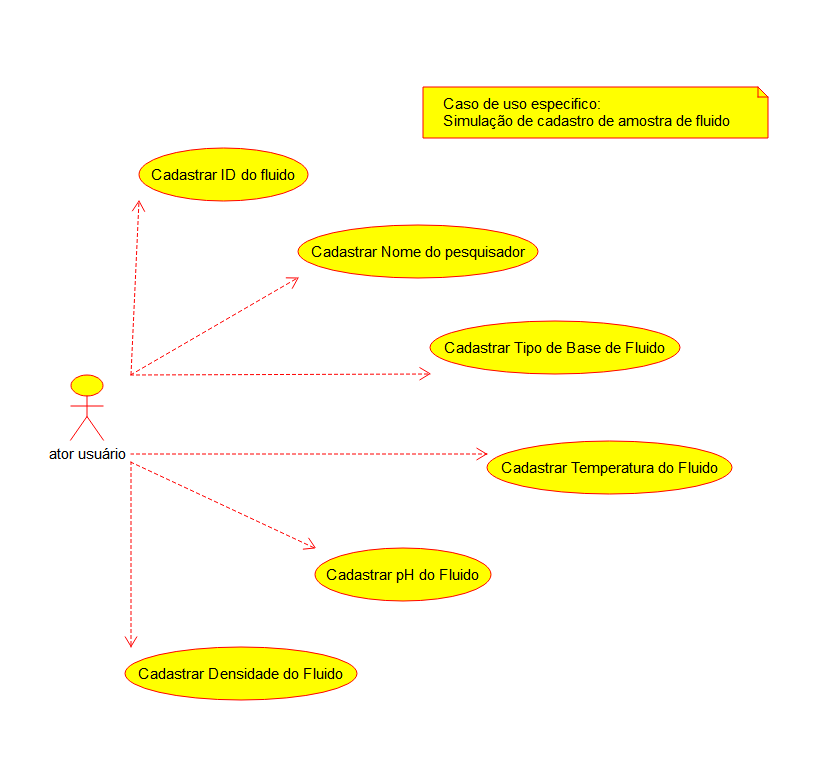 Caso de uso especifico:
Simulação de cadastro de amostra de fluido
Cadastrar ID do fluido
Cadastrar Nome do pesquisador
Cadastrar Tipo de Base de Fluido
ator usuário
Cadastrar Temperatura do Fluido
Cadastrar pH do Fluido
Cadastrar Densidade do Fluido